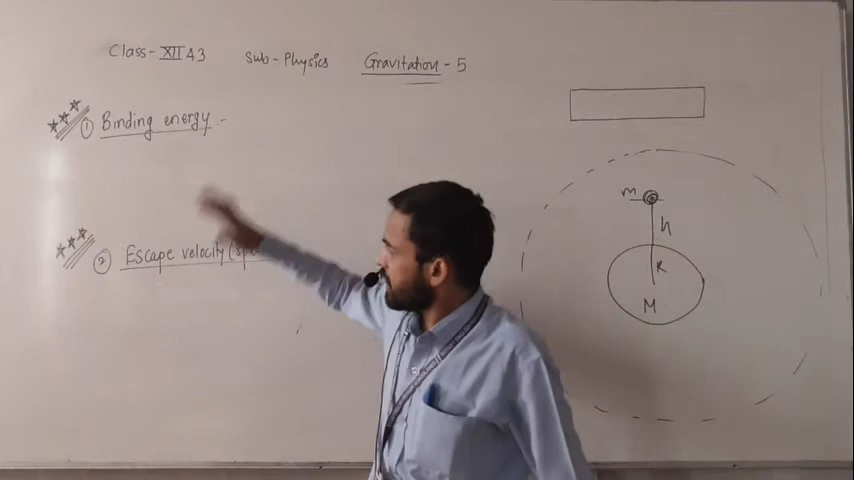 Class-XII 43 Sub-Physics Gravitation-5
① Binding energy :-
② Escape velocity
m
h
R
M